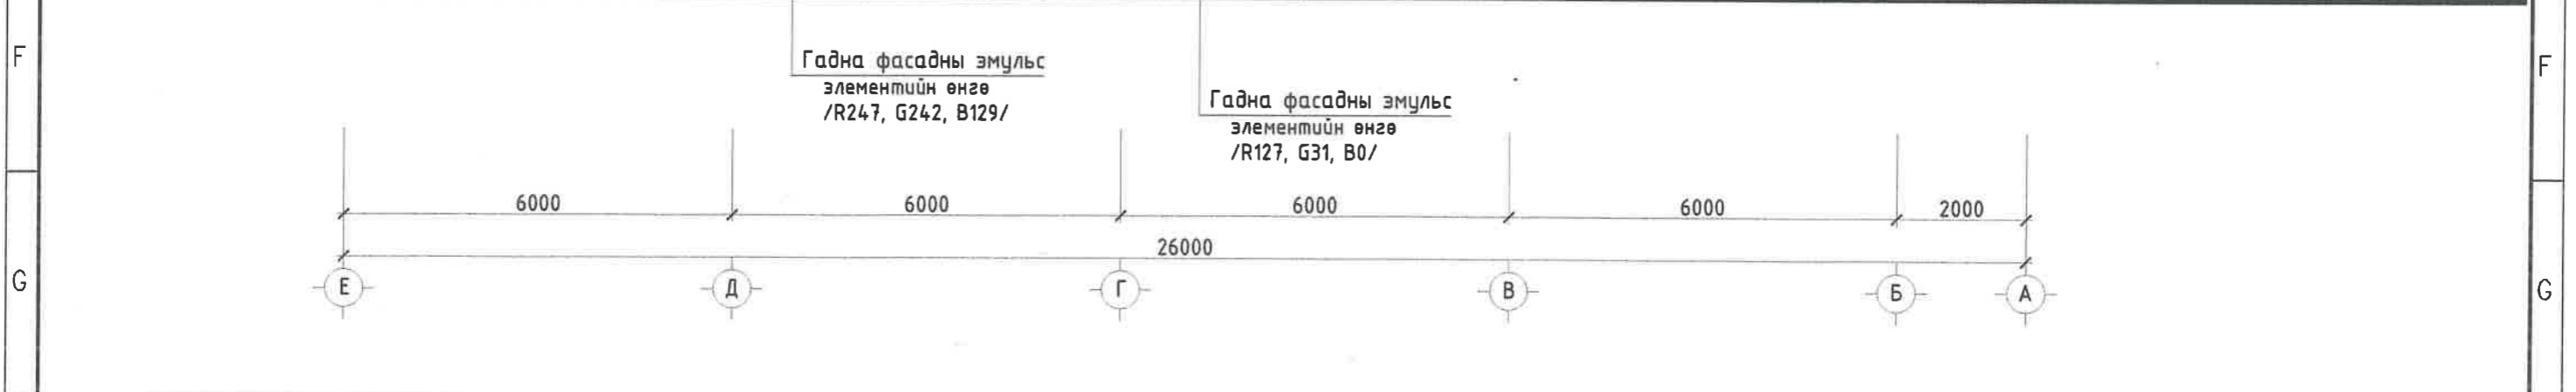 F
F
Гадна фасадны эмульс
элементийн өнгө
/R247, G242, B129/
Гадна фасадны эмульс
элементийн өнгө
/R127, G31, B0/
6000
6000
6000
6000
2000
26000
G
Е
Д
Г
В
Б
А
G